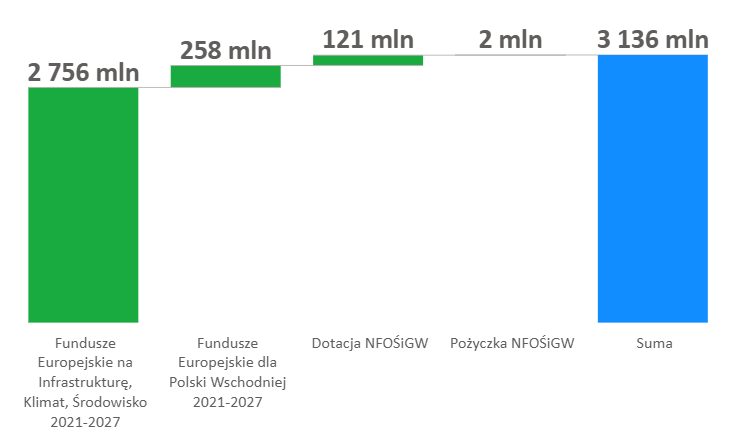 2 756 mln
258 mln
121 mln
2 mln
3 136 mln
Fundusze
Europejskie na
Infrastrukturę,
Klimat, Środowisko
2021-2027
Fundusze
Europejskie dla
Polski Wschodniej
2021-2027
Dotacja NFOŚiGW
Pożyczka NFOŚiGW
Suma